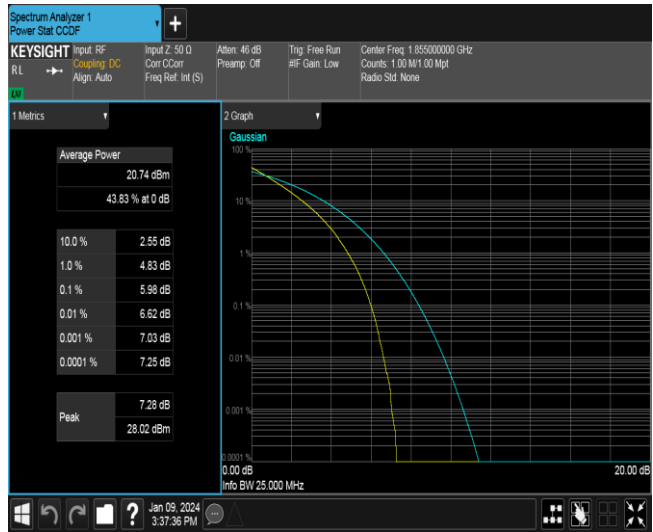 Spectrum Analyzer 1
Power Stat CCDF
+
KEYSIGHT
RL
LXI
Input: RF
Coupling: DC
Align: Auto
Input Z: 50 Ω
Corr CCorr
Freq Ref: Int (S)
Atten: 46 dB
Preamp: Off
Trig: Free Run
#IF Gain: Low
Center Freq: 1.855000000 GHz
Counts: 1.00 M/1.00 Mpt
Radio Std: None
1 Metrics
Average Power
20.74 dBm
43.83 % at 0 dB
10.0 % 2.55 dB
1.0 % 4.83 dB
0.1 % 5.98 dB
0.01 % 6.62 dB
0.001 % 7.03 dB
0.0001 % 7.25 dB
Peak 7.28 dB
28.02 dBm
2 Graph
Gaussian
100 %
10 %
1 %
0.1 %
0.01 %
0.001 %
0.0001 %
0.00 dB 20.00 dB
Info BW 25.000 MHz
? Jan 09, 2024
3:37:36 PM